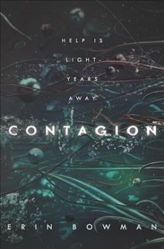 HELP IS
LIGHT-
YEARS
AWAY
CONTAGION
ERIN BOWMAN